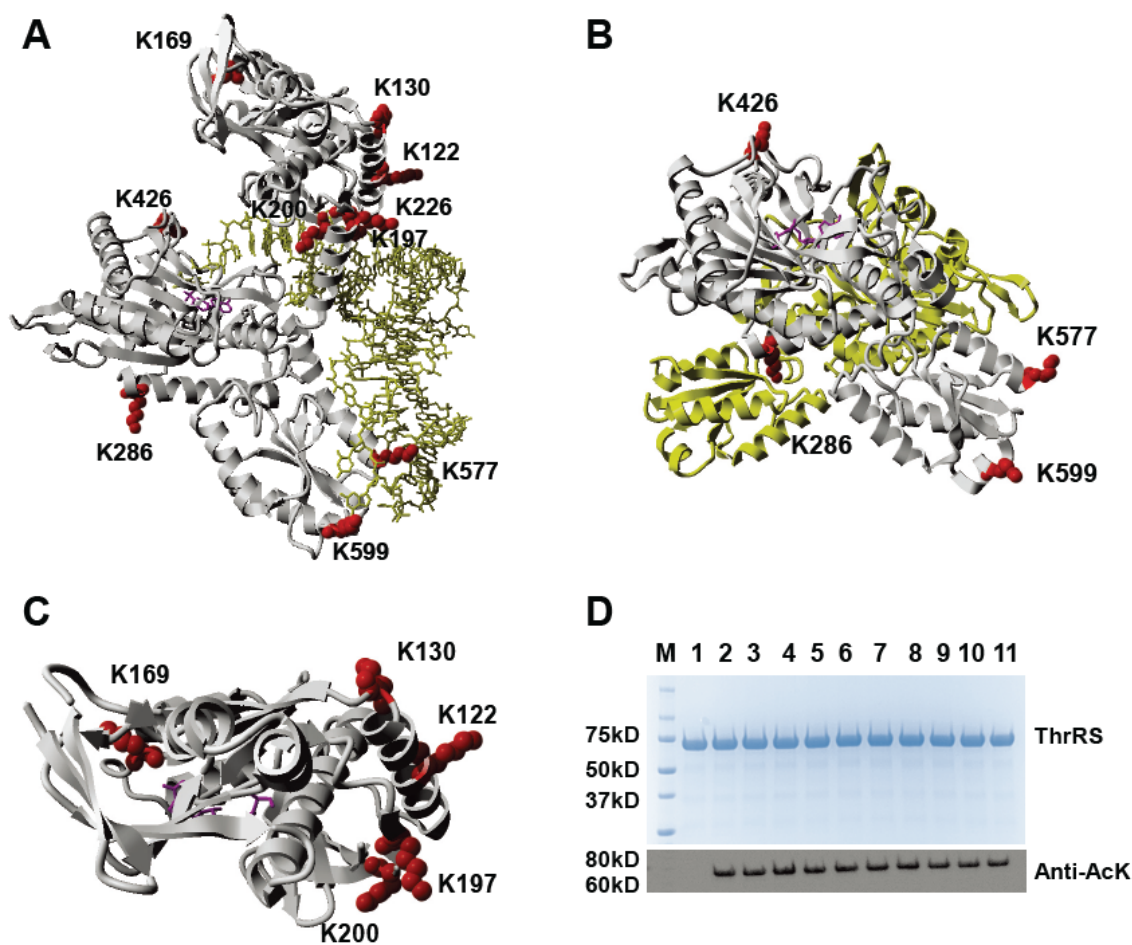 A
K169
K130
K122
K426
K200
K226
K197
K286
K577
K599
B
K426
K577
K286
K599
C
K130
K169
K122
K197
K200
D
M 1 2 3 4 5 6 7 8 9 10 11
75kD
ThrRS
50kD
37kD
80kD
Anti-AcK
60kD